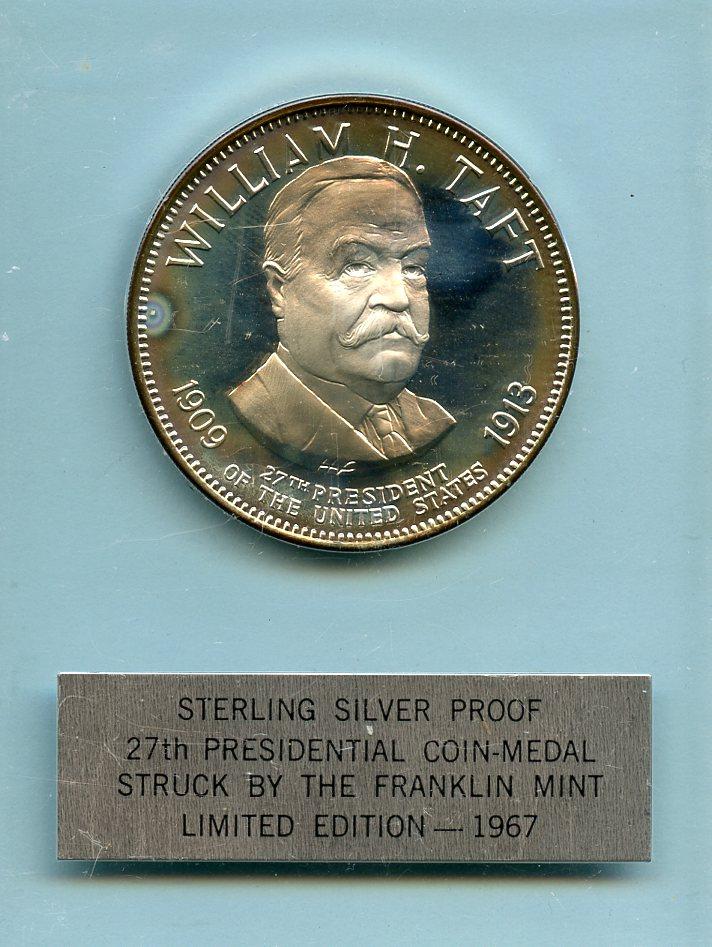 WILLIAM H. TAFT
1909
1913
27TH PRESIDENT
OF THE UNITED STATES
STERLING SILVER PROOF
27th PRESIDENTIAL COIN-MEDAL
STRUCK BY THE FRANKLIN MINT
LIMITED EDITION — 1967